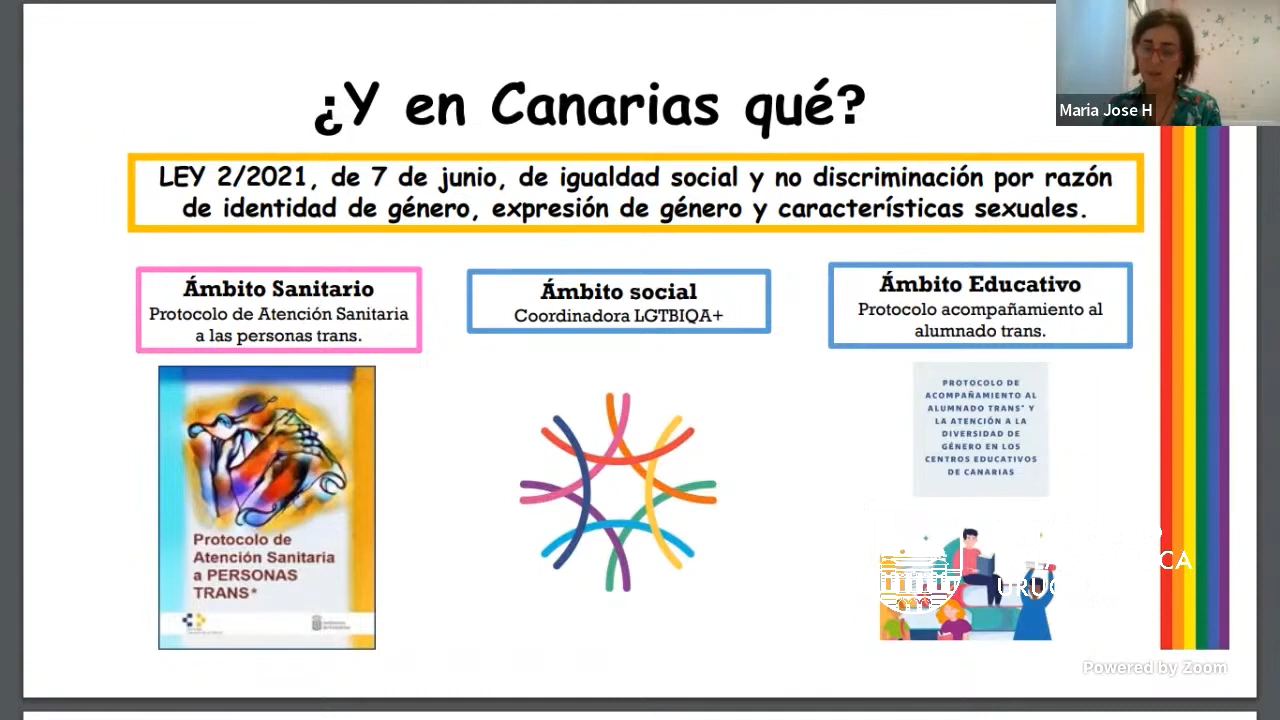 ¿Y en Canarias qué?
Maria Jose H
LEY 2/2021, de 7 de junio, de igualdad social y no discriminación por razón
de identidad de género, expresión de género y características sexuales.
Ámbito Sanitario
Protocolo de Atención Sanitaria
a las personas trans.
Ámbito social
Coordinadora LGTBIQA+
Ámbito Educativo
Protocolo acompañamiento al
alumnado trans.
Protocolo de
Atención Sanitaria
a PERSONAS
TRANS*
PROTOCOLO DE
ACOMPAÑAMIENTO AL
ALUMNADO TRANS* Y
LA ATENCIÓN A LA
DIVERSIDAD DE
GÉNERO EN LOS
CENTROS EDUCATIVOS
DE CANARIAS
Powered by Zoom